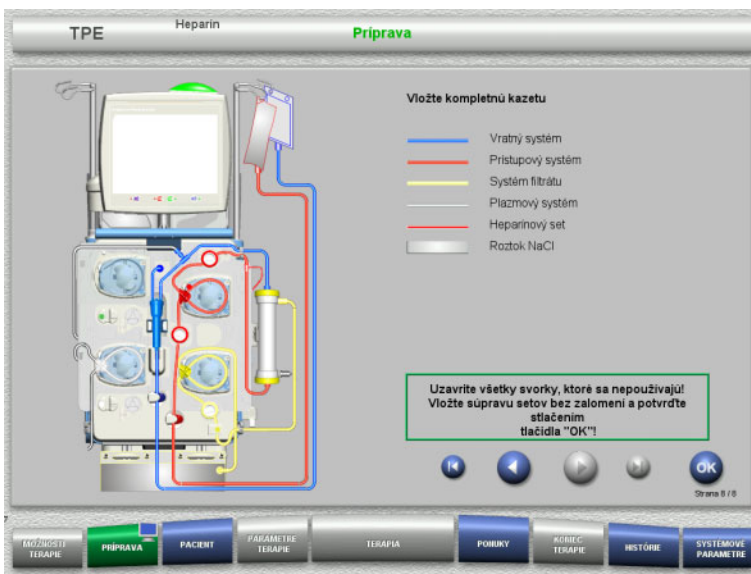 TPE
Heparin
Príprava
Vložte kompletnú kazetu
Vratný systém
Prístupový systém
Systém filtrátu
Plazmový systém
Heparínový set
Roztok NaCl
Uzavrite všetky svorky, ktoré sa nepoužívajú!
Vložte súpravu setov bez zalomení a potvrďte
stlačením
tlačidla "OK"!
OK
Strana 8 / 8
MOŽNOSTI
TERAPIE
PRÍPRAVA
PACIENT
PARAMETRE
TERAPIE
TERAPIA
PONUKY
KONIEC
TERAPIE
HISTÓRIE
SYSTÉMOVÉ
PARAMETRE